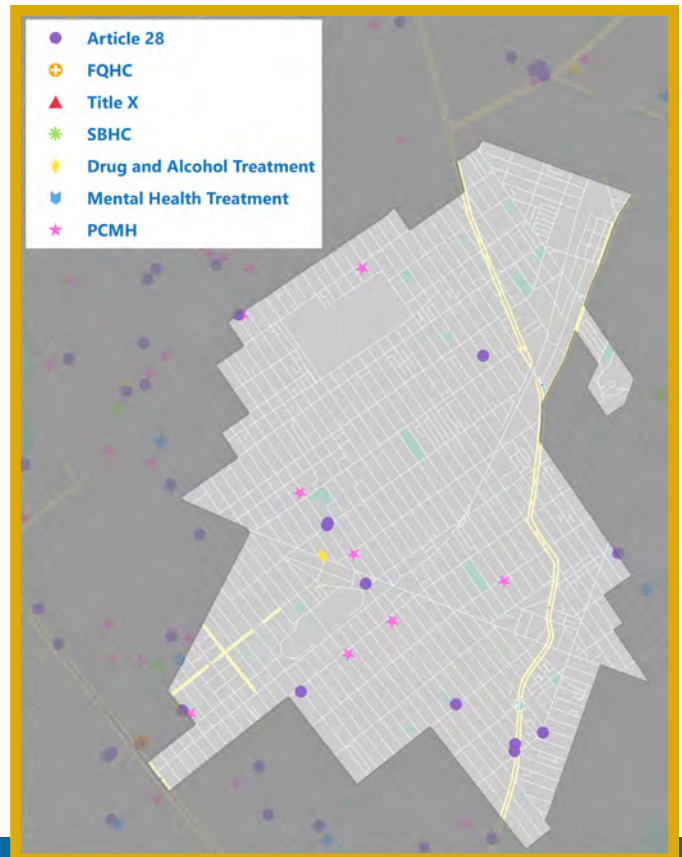 Article 28
FQHC
Title X
SBHC
Drug and Alcohol Treatment
Mental Health Treatment
PCMH